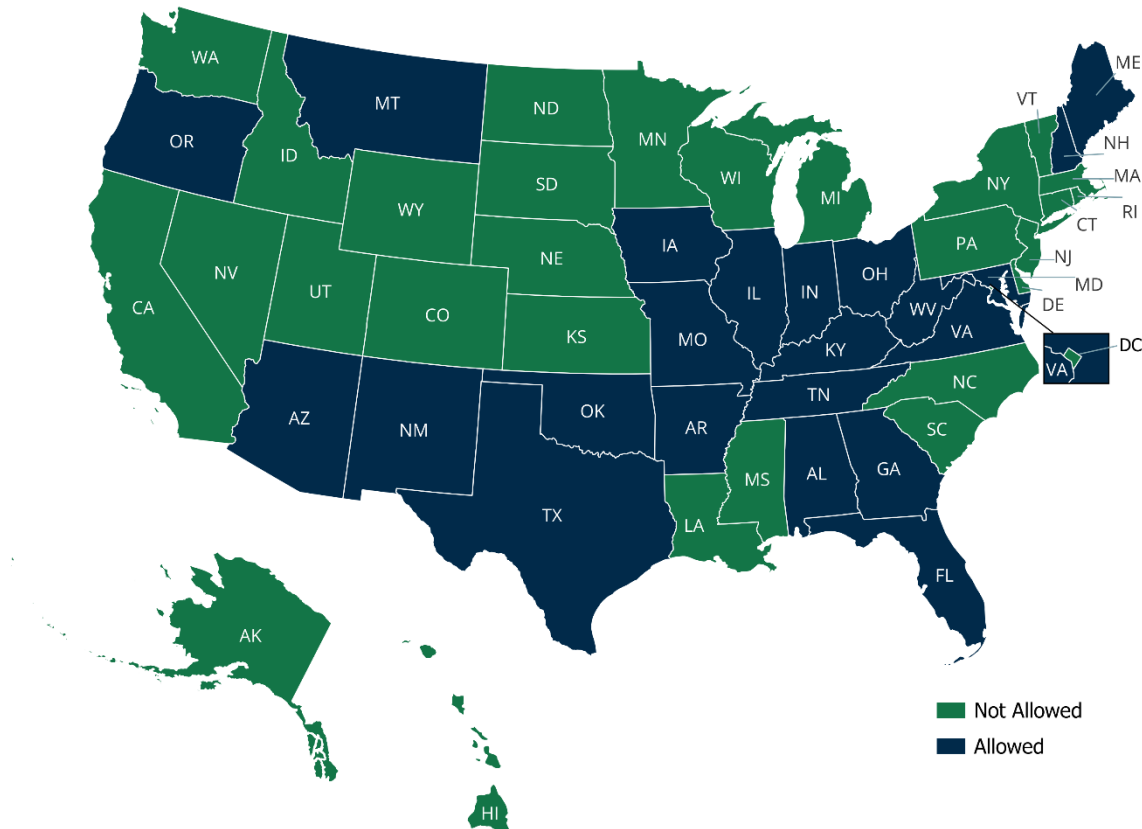 WA
MT
ND
MN
ME
VT
NH
OR
ID
SD
WI
MI
NY
MA
RI
CT
WY
IA
NE
PA
NJ
MD
DE
NV
UT
CO
IL
IN
OH
WV
VA
CA
KS
MO
KY
DC
VA
AZ
NM
OK
AR
TN
NC
SC
TX
LA
MS
AL
GA
FL
AK
HI
Not Allowed
Allowed